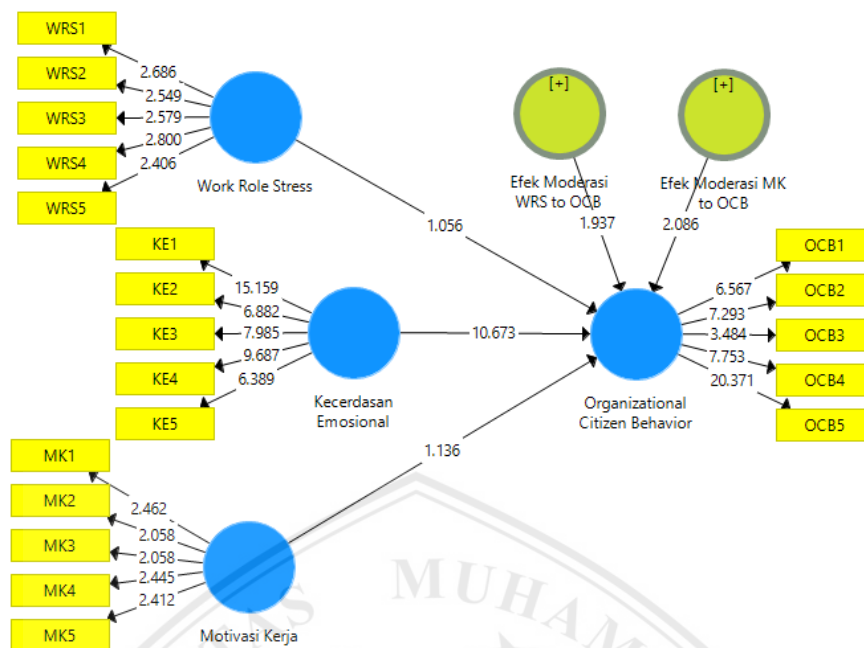 WRS1
WRS2
WRS3
WRS4
WRS5
2.686
2.549
2.579
2.800
2.406
Work Role Stress
[+]
Efek Moderasi
WRS to OCB
[+]
Efek Moderasi MK
to OCB
1.937
2.086
1.056
KE1
KE2
KE3
KE4
KE5
15.159
6.882
7.985
9.687
6.389
Kecerdasan
Emosional
10.673
OCB1
OCB2
OCB3
OCB4
OCB5
6.567
7.293
3.484
7.753
20.371
Organizational
Citizen Behavior
1.136
MK1
MK2
MK3
MK4
MK5
2.462
2.058
2.058
2.445
2.412
Motivasi Kerja
TAS MUHAM